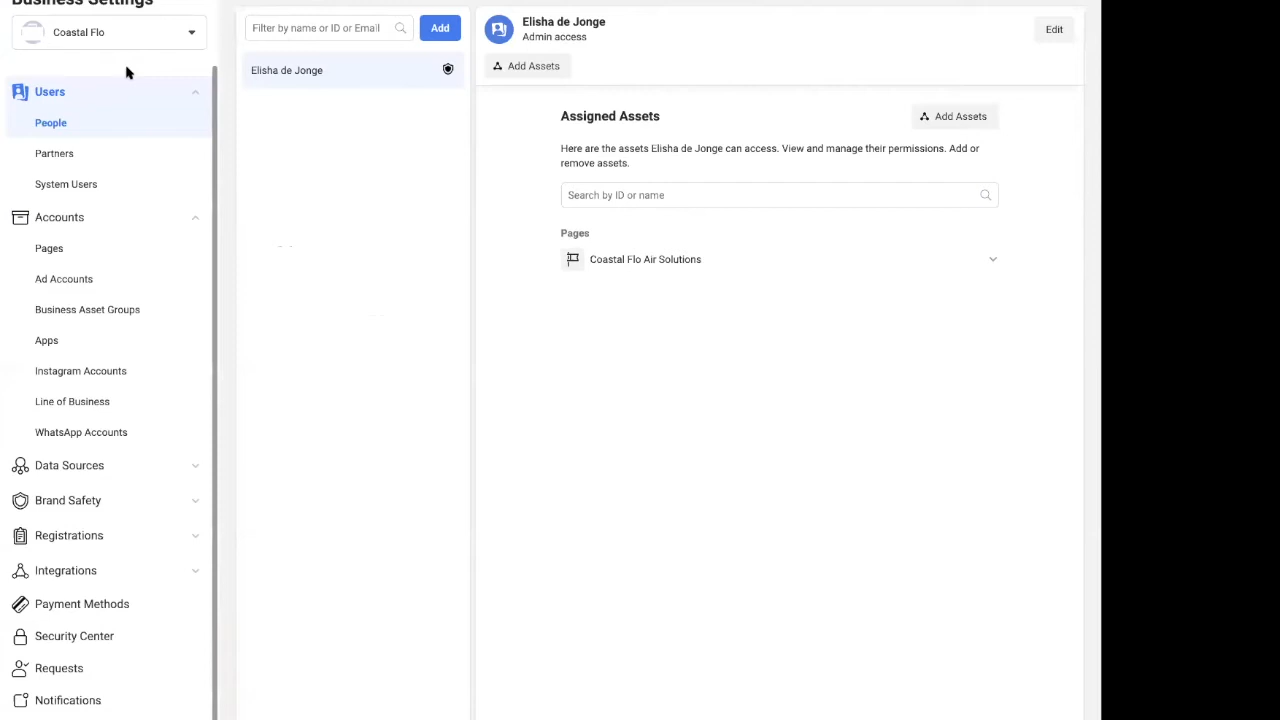 Business Settings
Coastal Flo
Users
People
Partners
System Users
Accounts
Pages
Ad Accounts
Business Asset Groups
Apps
Instagram Accounts
Line of Business
WhatsApp Accounts
Data Sources
Brand Safety
Registrations
Integrations
Payment Methods
Security Center
Requests
Notifications
Filter by name or ID or Email
Add
Elisha de Jonge
Elisha de Jonge
Admin access
Edit
Add Assets
Assigned Assets
Add Assets
Here are the assets Elisha de Jonge can access. View and manage their permissions. Add or
remove assets.
Search by ID or name
Pages
Coastal Flo Air Solutions